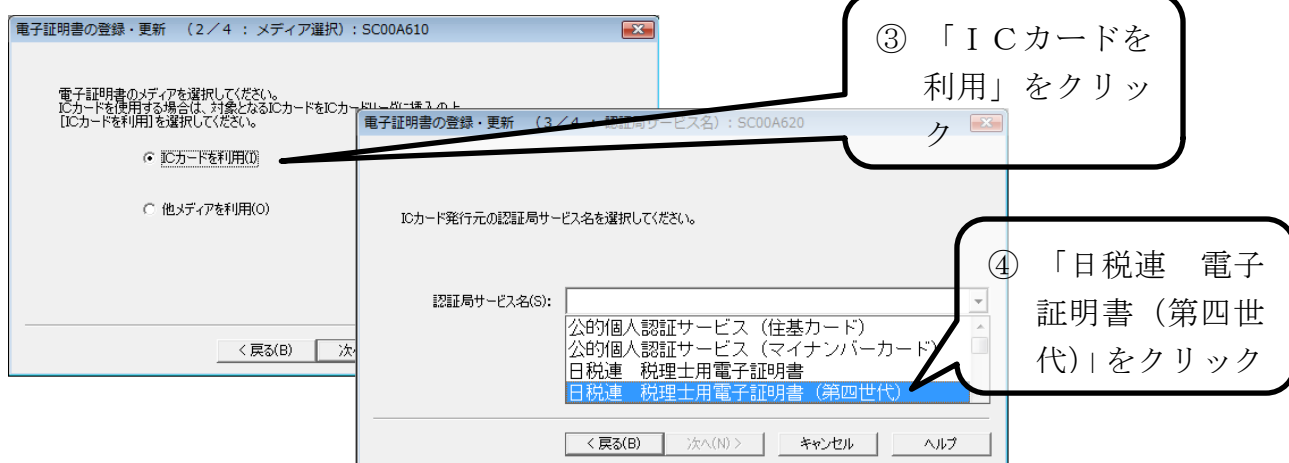 電子証明書の登録・更新 （2／4 : メディア選択）: SC00A610
電子証明書のメディアを選択してください。
ICカードを使用する場合は、対象となるICカードをICカードリーダに挿入の上
[ICカードを利用]を選択してください。
ICカードを利用(I)
他メディアを利用(O)
< 戻る(B)
次へ
電子証明書の登録・更新 （3／4 : 認証局サービス名）: SC00A620
ICカード発行元の認証局サービス名を選択してください。
認証局サービス名(S):
公的個人認証サービス（住基カード）
公的個人認証サービス（マイナンバーカード）
日税連 税理士用電子証明書
日税連 税理士用電子証明書（第四世代）
< 戻る(B)
次へ(N) >
キャンセル
ヘルプ
③ 「ＩＣカードを
利用」をクリッ
ク
④ 「日税連　電子
証明書（第四世
代）」をクリック